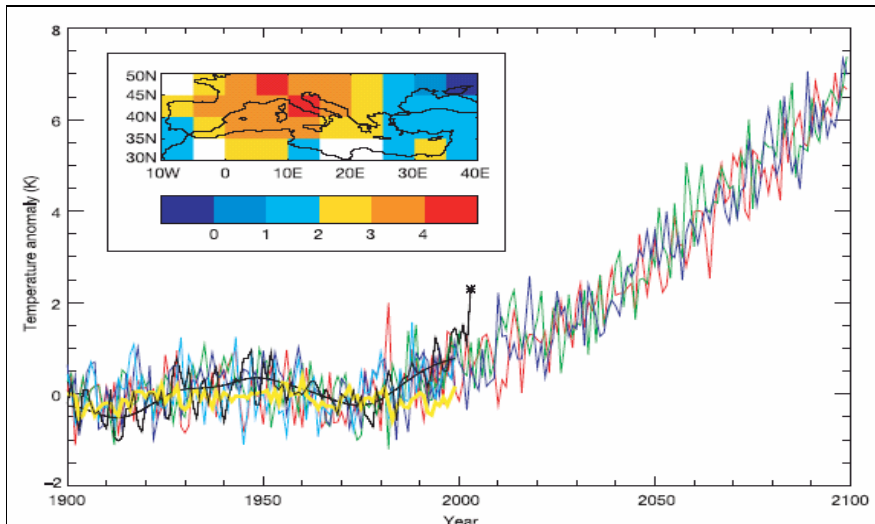 8
50N
45N
40N
35N
30N
10W 0 10E 20E 30E 40E
6
0 1 2 3 4
4
Temperature anomaly (K)
2
*
0
−2
1900 1950 2000 2050 2100
Year